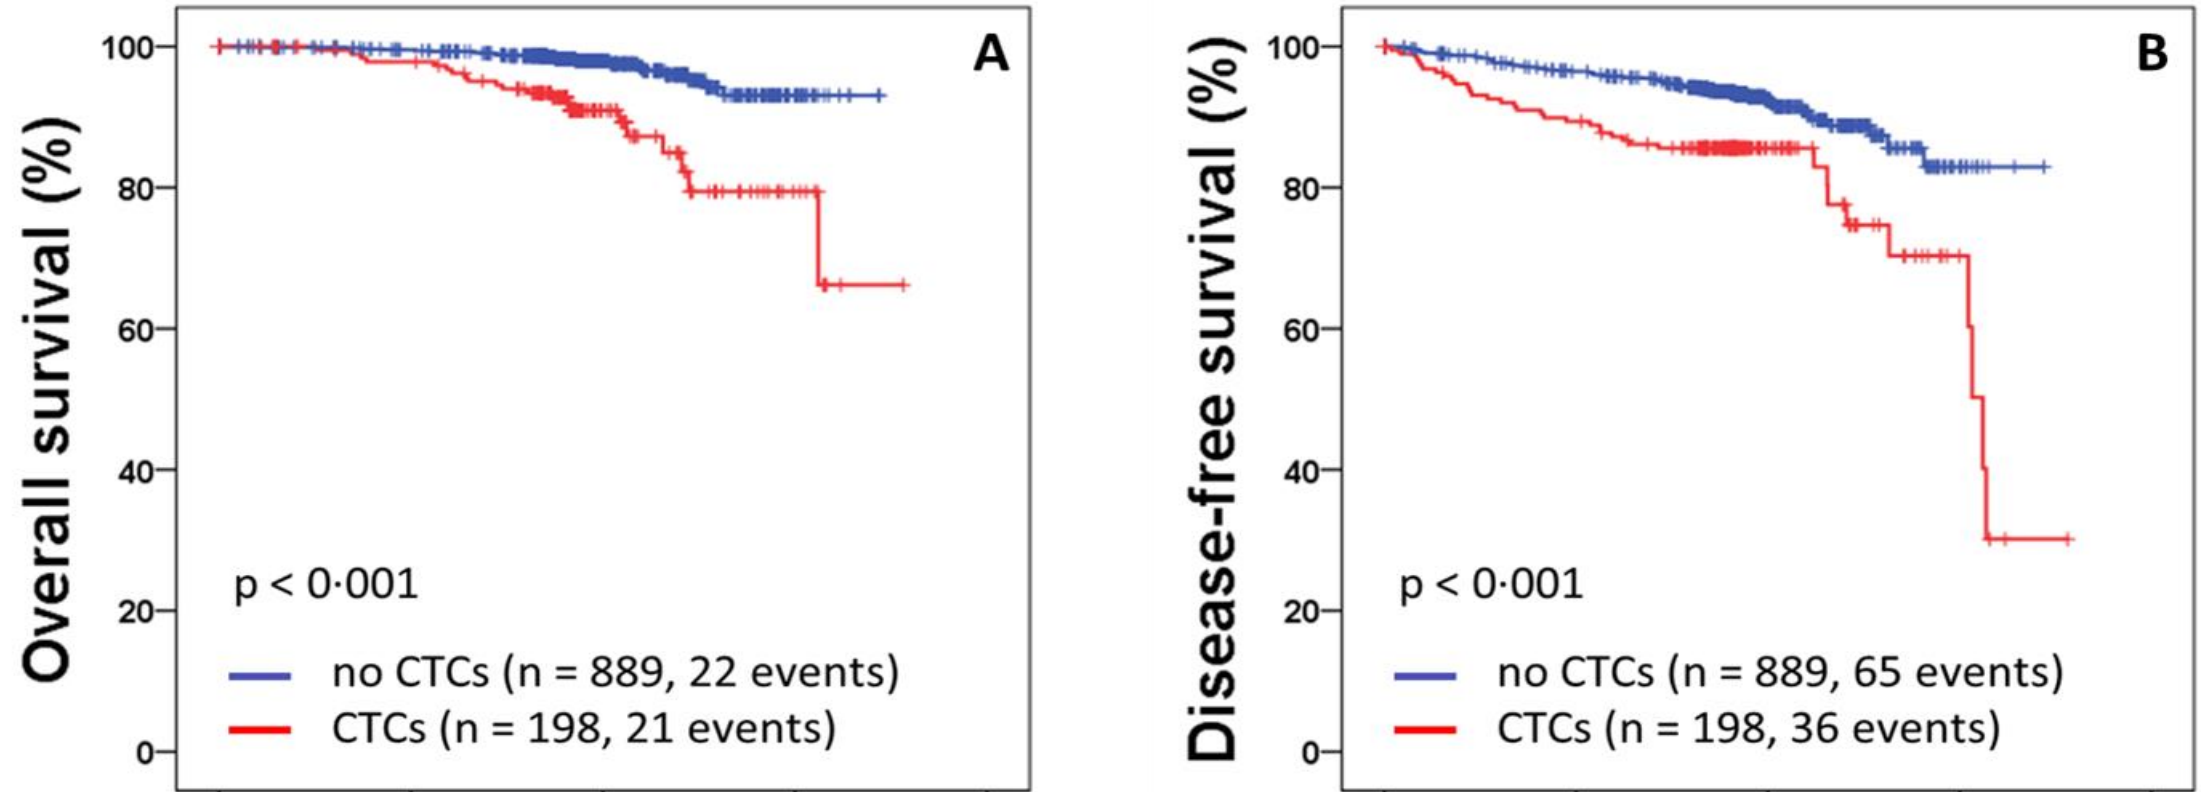 A
Overall survival (%)
100
80
60
40
20
0
p < 0·001
no CTCs (n = 889, 22 events)
CTCs (n = 198, 21 events)
B
Disease-free survival (%)
100
80
60
40
20
0
p < 0·001
no CTCs (n = 889, 65 events)
CTCs (n = 198, 36 events)